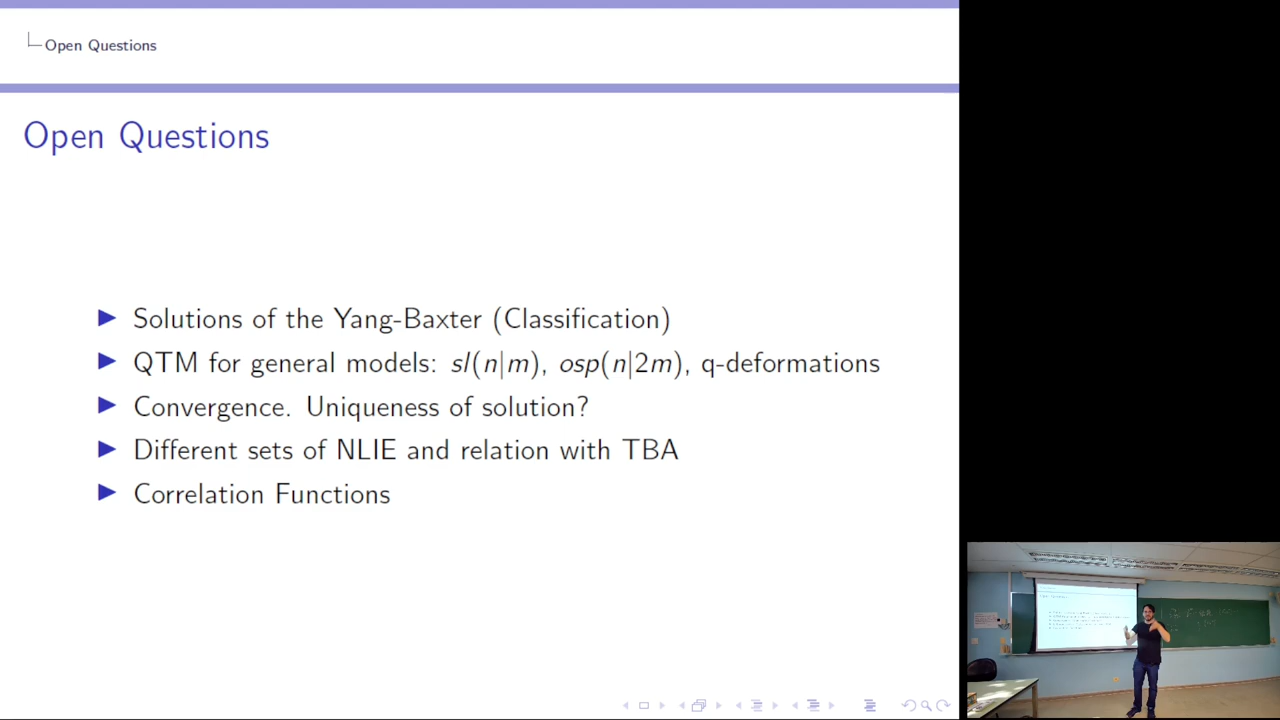 Open Questions
Open Questions
Solutions of the Yang-Baxter (Classification)
QTM for general models: sl(n|m), osp(n|2m), q-deformations
Convergence. Uniqueness of solution?
Different sets of NLIE and relation with TBA
Correlation Functions